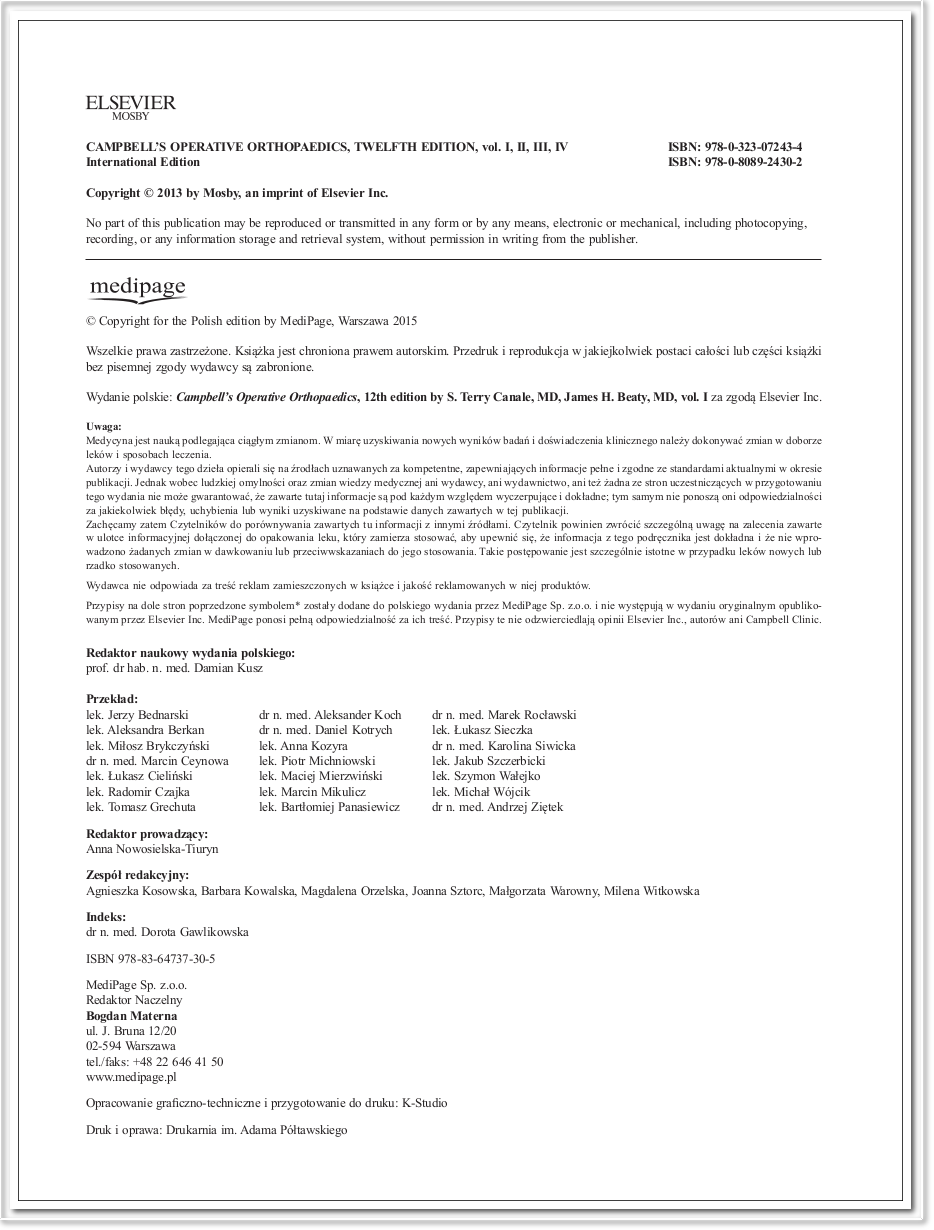 ELSEVIER
MOSBY
CAMPBELL'S OPERATIVE ORTHOPAEDICS, TWELFTH EDITION, vol. I, II, III, IV ISBN: 978-0-323-07243-4
International Edition ISBN: 978-0-8089-2430-2
Copyright © 2013 by Mosby, an imprint of Elsevier Inc.
No part of this publication may be reproduced or transmitted in any form or by any means, electronic or mechanical, including photocopying,
recording, or any information storage and retrieval system, without permission in writing from the publisher.
medipage
© Copyright for the Polish edition by MediPage, Warszawa 2015
Wszelkie prawa zastrzeżone. Książka jest chroniona prawem autorskim. Przedruk i reprodukcja w jakiejkolwiek postaci całości lub części książki
bez pisemnej zgody wydawcy są zabronione.
Wydanie polskie: Campbell's Operative Orthopaedics, 12th edition by S. Terry Canale, MD, James H. Beaty, MD, vol. I za zgodą Elsevier Inc.
Uwaga:
Medycyna jest nauką podlegająca ciągłym zmianom. W miarę uzyskiwania nowych wyników badań i doświadczenia klinicznego należy dokonywać zmian w doborze
leków i sposobach leczenia.
Autorzy i wydawcy tego dzieła opierali się na źrodłach uznawanych za kompetentne, zapewniających informacje pełne i zgodne ze standardami aktualnymi w okresie
publikacji. Jednak wobec ludzkiej omylności oraz zmian wiedzy medycznej ani wydawcy, ani wydawnictwo, ani też żadna ze stron uczestniczących w przygotowaniu
tego wydania nie może gwarantować, że zawarte tutaj informacje są pod każdym względem wyczerpujące i dokładne; tym samym nie ponoszą oni odpowiedzialności
za jakiekolwiek błędy, uchybienia lub wyniki uzyskiwane na podstawie danych zawartych w tej publikacji.
Zachęcamy zatem Czytelników do porównywania zawartych tu informacji z innymi źródłami. Czytelnik powinien zwrócić szczególną uwagę na zalecenia zawarte
w ulotce informacyjnej dołączonej do opakowania leku, który zamierza stosować, aby upewnić się, że informacja z tego podręcznika jest dokładna i że nie wpro-
wadzono żadanych zmian w dawkowaniu lub przeciwwskazaniach do jego stosowania. Takie postępowanie jest szczególnie istotne w przypadku leków nowych lub
rzadko stosowanych.
Wydawca nie odpowiada za treść reklam zamieszczonych w książce i jakość reklamowanych w niej produktów.
Przypisy na dole stron poprzedzone symbolem* zostały dodane do polskiego wydania przez MediPage Sp. z.o.o. i nie występują w wydaniu oryginalnym opubliko-
wanym przez Elsevier Inc. MediPage ponosi pełną odpowiedzialność za ich treść. Przypisy te nie odzwierciedlają opinii Elsevier Inc., autorów ani Campbell Clinic.
Redaktor naukowy wydania polskiego:
prof. dr hab. n. med. Damian Kusz
Przekład:
lek. Jerzy Bednarski dr n. med. Aleksander Koch dr n. med. Marek Rocławski
lek. Aleksandra Berkan dr n. med. Daniel Kotrych lek. Łukasz Sieczka
lek. Miłosz Brykczyński lek. Anna Kozyra dr n. med. Karolina Siwicka
dr n. med. Marcin Ceynowa lek. Piotr Michniowski lek. Jakub Szczerbicki
lek. Łukasz Cieliński lek. Maciej Mierzwiński lek. Szymon Wałejko
lek. Radomir Czajka lek. Marcin Mikulicz lek. Michał Wójcik
lek. Tomasz Grechuta lek. Bartłomiej Panasiewicz dr n. med. Andrzej Ziętek
Redaktor prowadzący:
Anna Nowosielska-Tiuryn
Zespół redakcyjny:
Agnieszka Kosowska, Barbara Kowalska, Magdalena Orzelska, Joanna Sztorc, Małgorzata Warowny, Milena Witkowska
Indeks:
dr n. med. Dorota Gawlikowska
ISBN 978-83-64737-30-5
MediPage Sp. z.o.o.
Redaktor Naczelny
Bogdan Materna
ul. J. Bruna 12/20
02-594 Warszawa
tel./faks: +48 22 646 41 50
www.medipage.pl
Opracowanie graficzno-techniczne i przygotowanie do druku: K-Studio
Druk i oprawa: Drukarnia im. Adama Półtawskiego